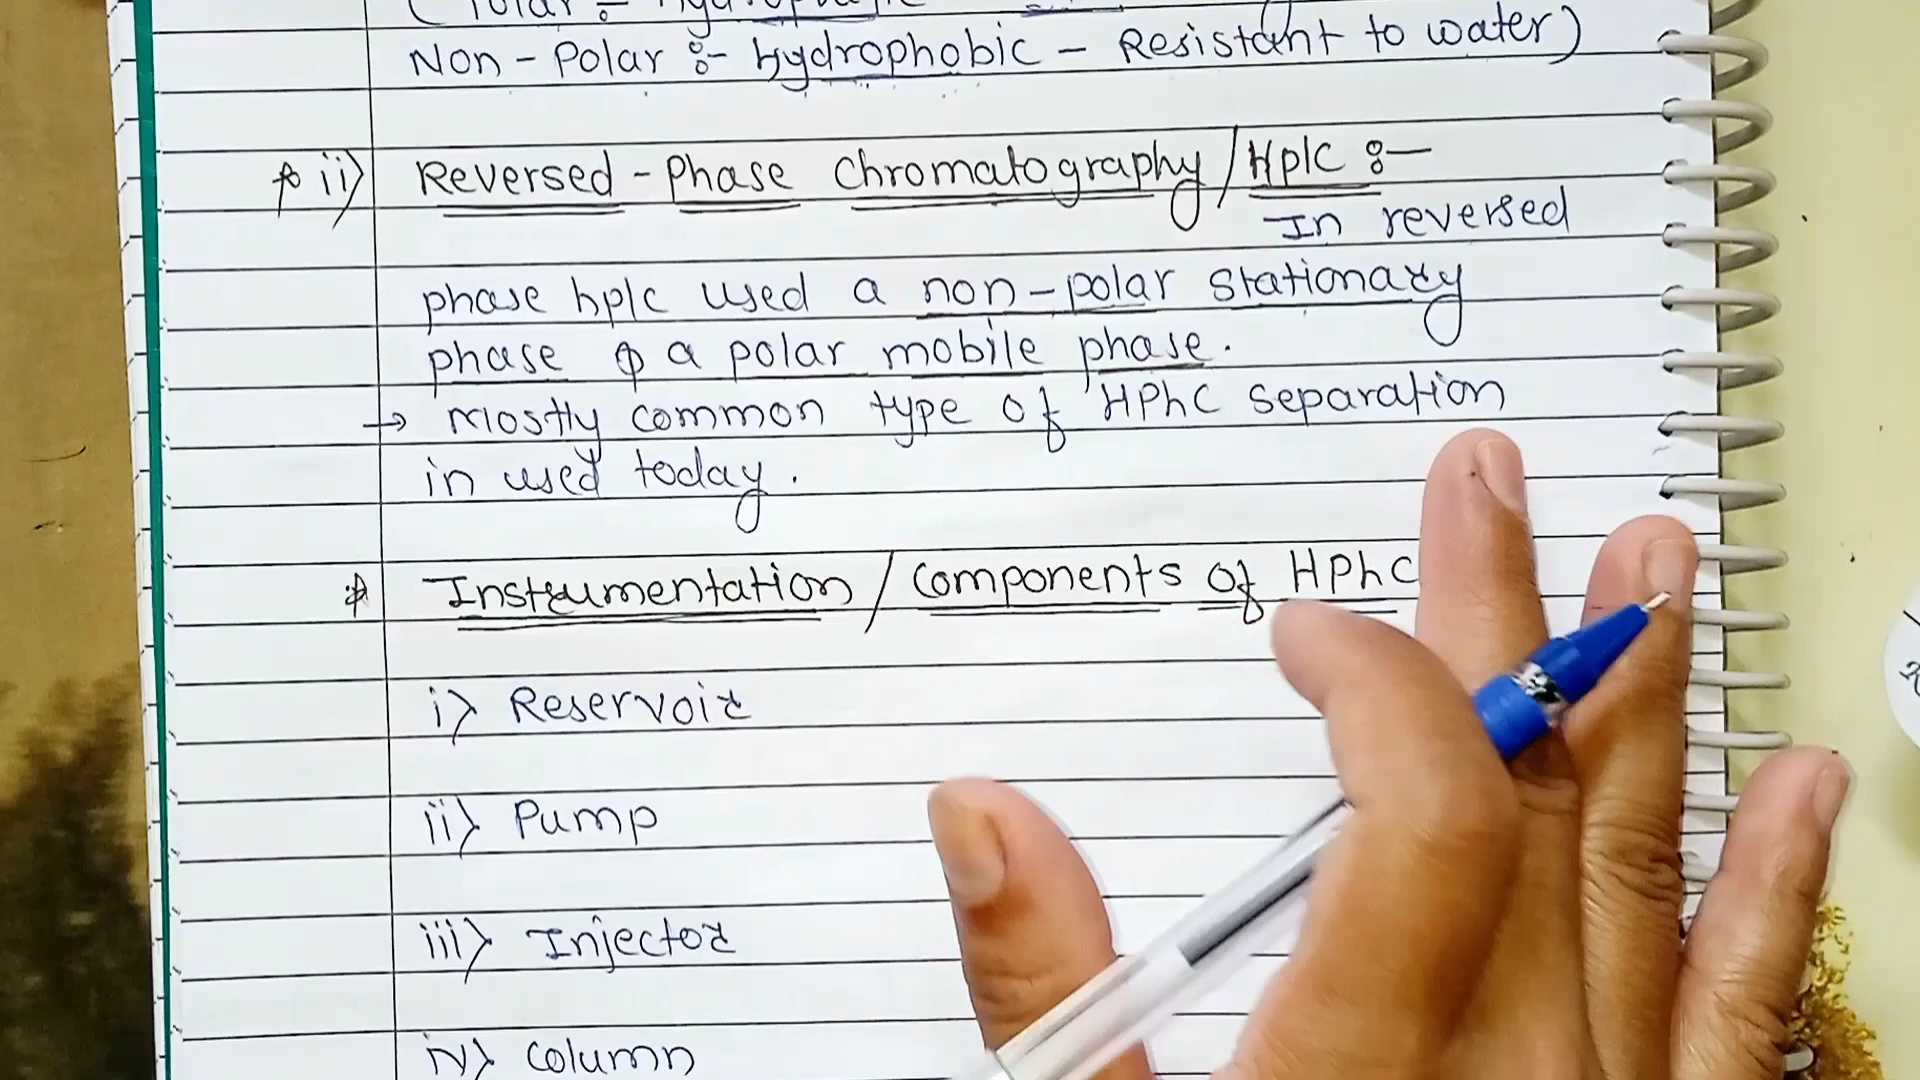 (Polar :- Hydrophilic
Non-Polar :- Hydrophobic - Resistant to water)
* ii) Reversed-Phase Chromatography/Hplc :-
In reversed
phase hplc used a non-polar stationary
phase & a polar mobile phase.
→ Mostly common type of HPLC separation
in used today.
* Instrumentation/Components of HPLC
i) Reservoir
ii) Pump
iii) Injector
iv) Column